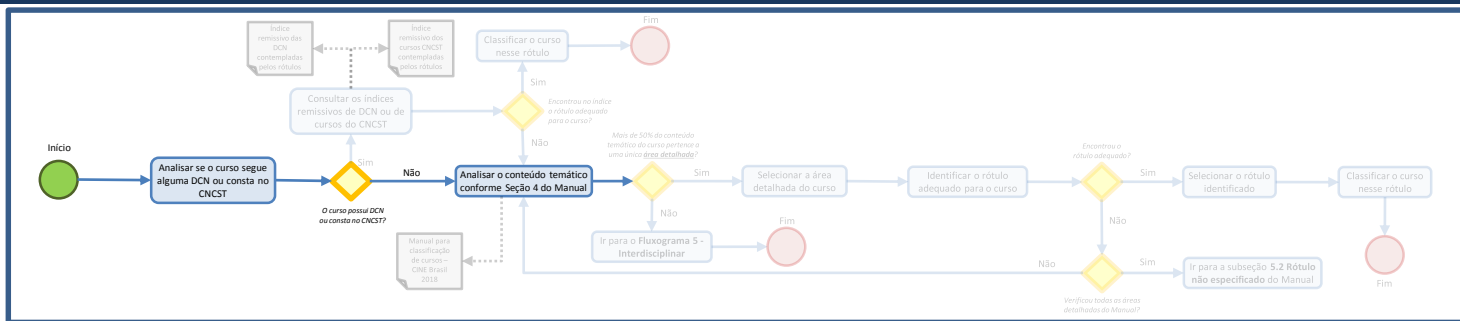 Índice
remissivo das
DCN
contempladas
pelos rótulos
Índice
remissivo dos
cursos CNCST
contemplados
pelos rótulos
Classificar o curso
nesse rótulo
Fim
Sim
Consultar os índices
remissivos de DCN ou de
cursos do CNCST
Encontrou no índice
o rótulo adequado
para o curso?
Não
Sim
Início
Analisar se o curso segue
alguma DCN ou consta no
CNCST
O curso possui DCN
ou consta no CNCST?
Não
Analisar o conteúdo temático
conforme Seção 4 do Manual
Manual para
classificação
de cursos –
CINE Brasil
2018
Mais de 50% do conteúdo
temático do curso pertence a
uma única área detalhada?
Sim
Selecionar a área
detalhada do curso
Identificar o rótulo
adequado para o curso
Encontrou o
rótulo adequado?
Sim
Selecionar o rótulo
identificado
Classificar o curso
nesse rótulo
Fim
Não
Ir para o Fluxograma 5 -
Interdisciplinar
Fim
Não
Não
Sim
Ir para a subseção 5.2 Rótulo
não especificado do Manual
Verificou todas as áreas
detalhadas do Manual?